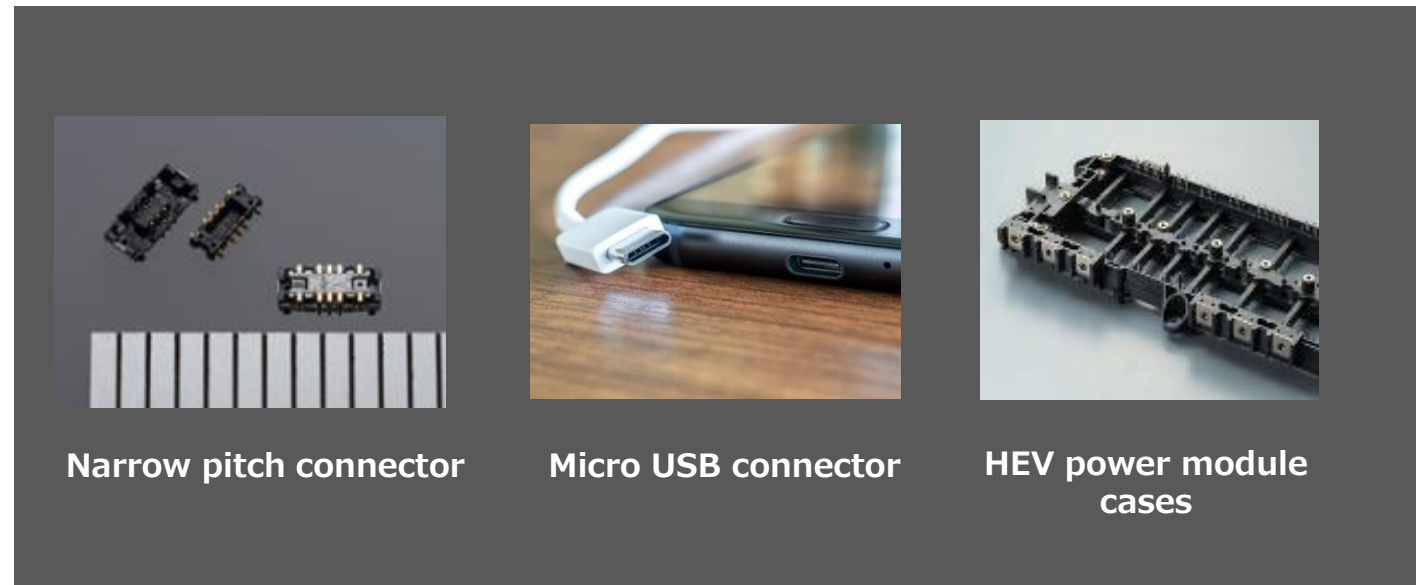 Narrow pitch connector
Micro USB connector
HEV power module
cases